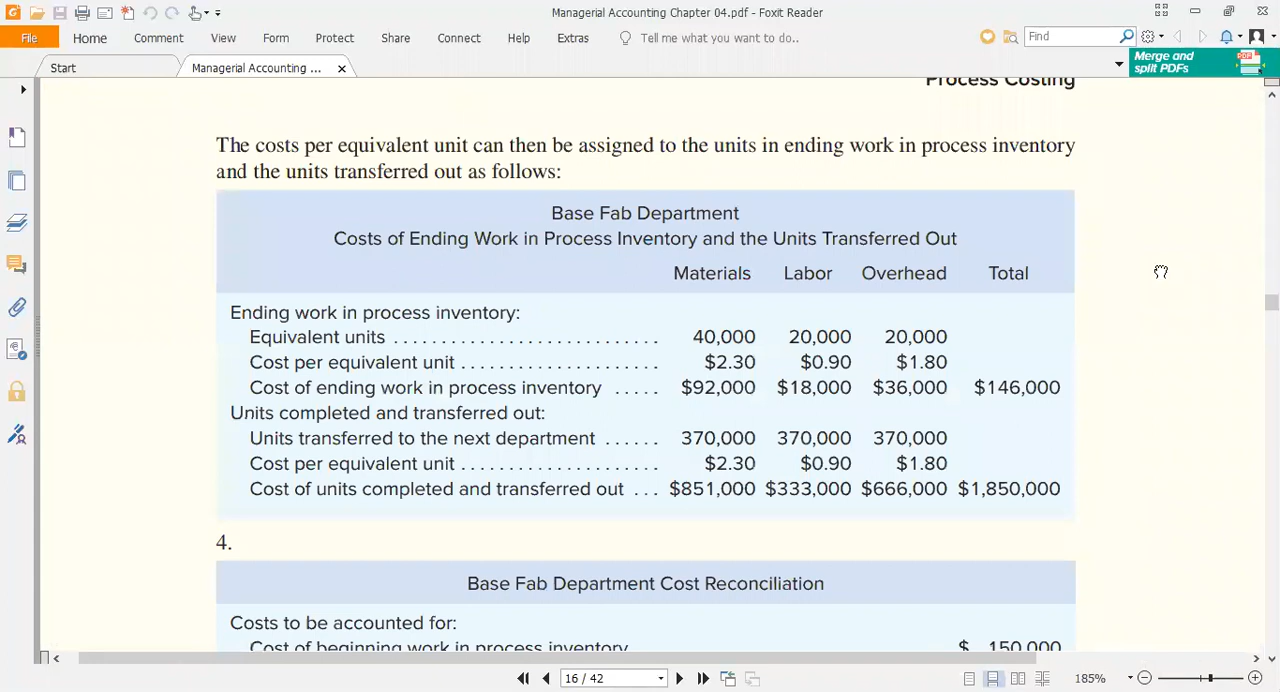 Managerial Accounting Chapter 04.pdf - Foxit Reader
File Home Comment View Form Protect Share Connect Help Extras Tell me what you want to do.. Find
Start Managerial Accounting ... Merge and
split PDFs
Process Costing
The costs per equivalent unit can then be assigned to the units in ending work in process inventory
and the units transferred out as follows:
Base Fab Department
Costs of Ending Work in Process Inventory and the Units Transferred Out
Materials Labor Overhead Total
Ending work in process inventory:
Equivalent units . . . . . . . . . . . . . . . . . . . . . . . . . . . . 40,000 20,000 20,000
Cost per equivalent unit . . . . . . . . . . . . . . . . . . . . . $2.30 $0.90 $1.80
Cost of ending work in process inventory . . . . . $92,000 $18,000 $36,000 $146,000
Units completed and transferred out:
Units transferred to the next department . . . . . . 370,000 370,000 370,000
Cost per equivalent unit . . . . . . . . . . . . . . . . . . . . . $2.30 $0.90 $1.80
Cost of units completed and transferred out . . . $851,000 $333,000 $666,000 $1,850,000
4.
Base Fab Department Cost Reconciliation
Costs to be accounted for:
Cost of beginning work in process inventory $ 150,000
16 / 42 185%